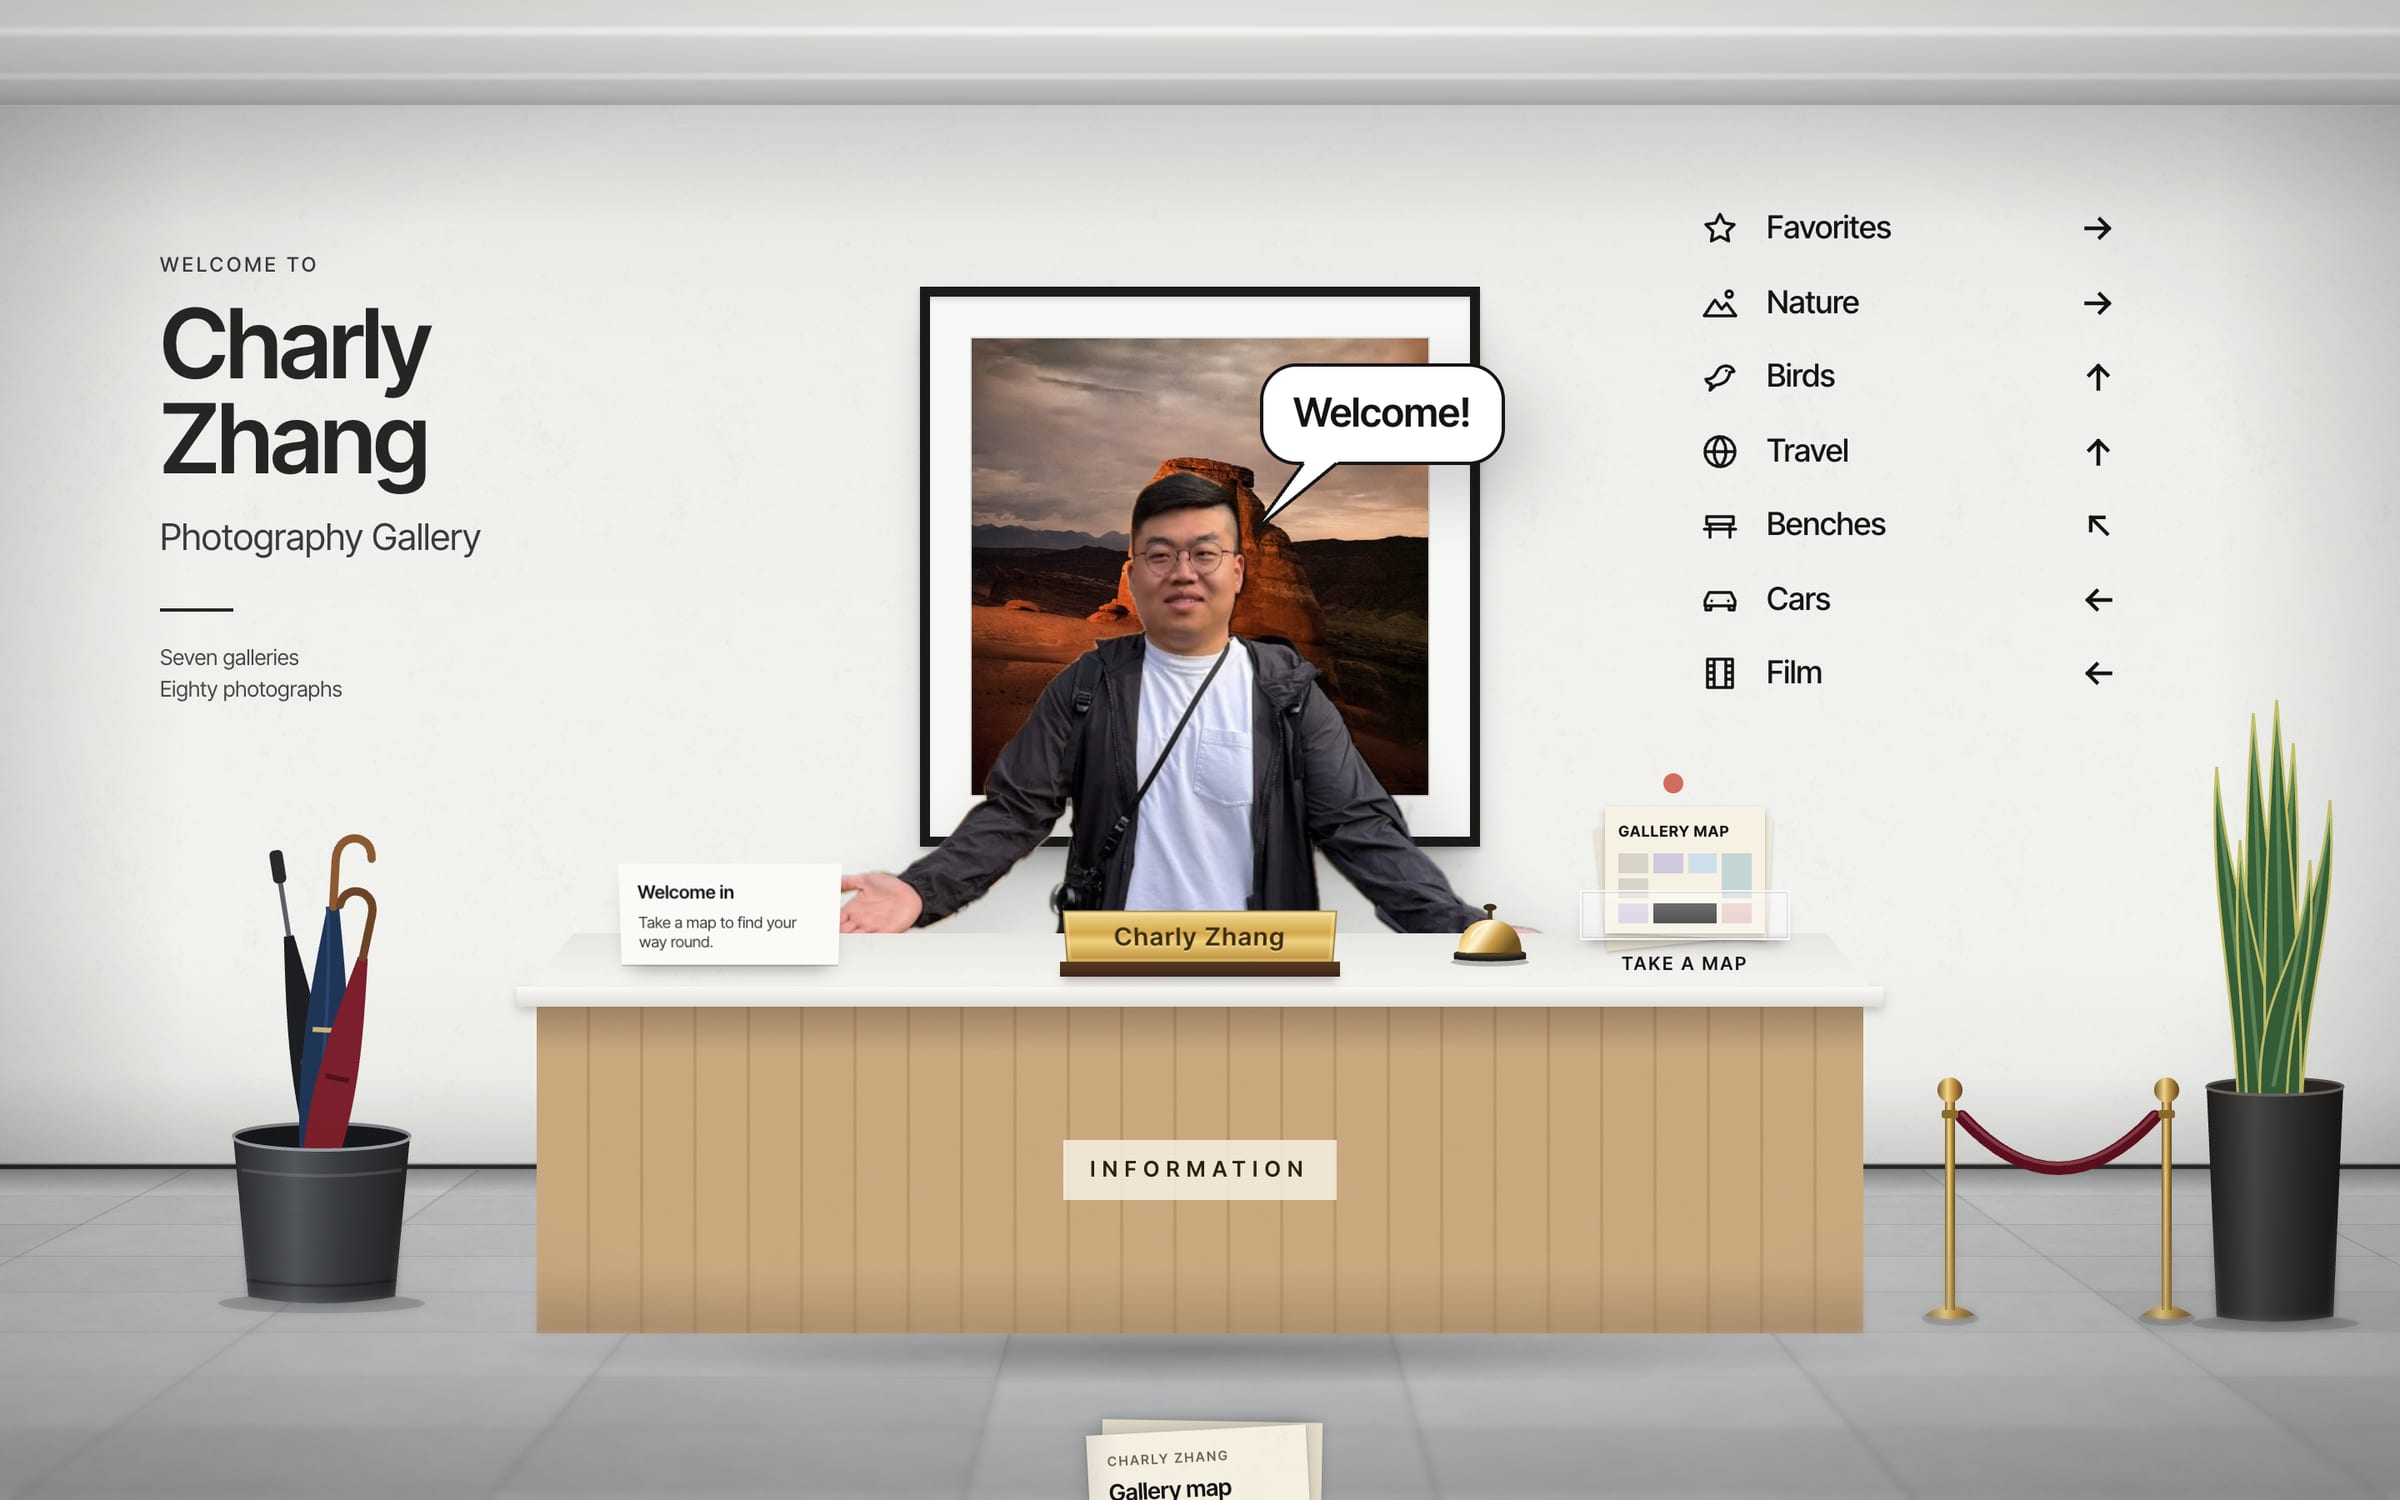 WELCOME TO
Charly
Zhang
Photography Gallery
Seven galleries
Eighty photographs
Welcome!
Favorites
Nature
Birds
Travel
Benches
Cars
Film
Welcome in
Take a map to find your
way round.
Charly Zhang
GALLERY MAP
TAKE A MAP
INFORMATION
CHARLY ZHANG
Gallery map